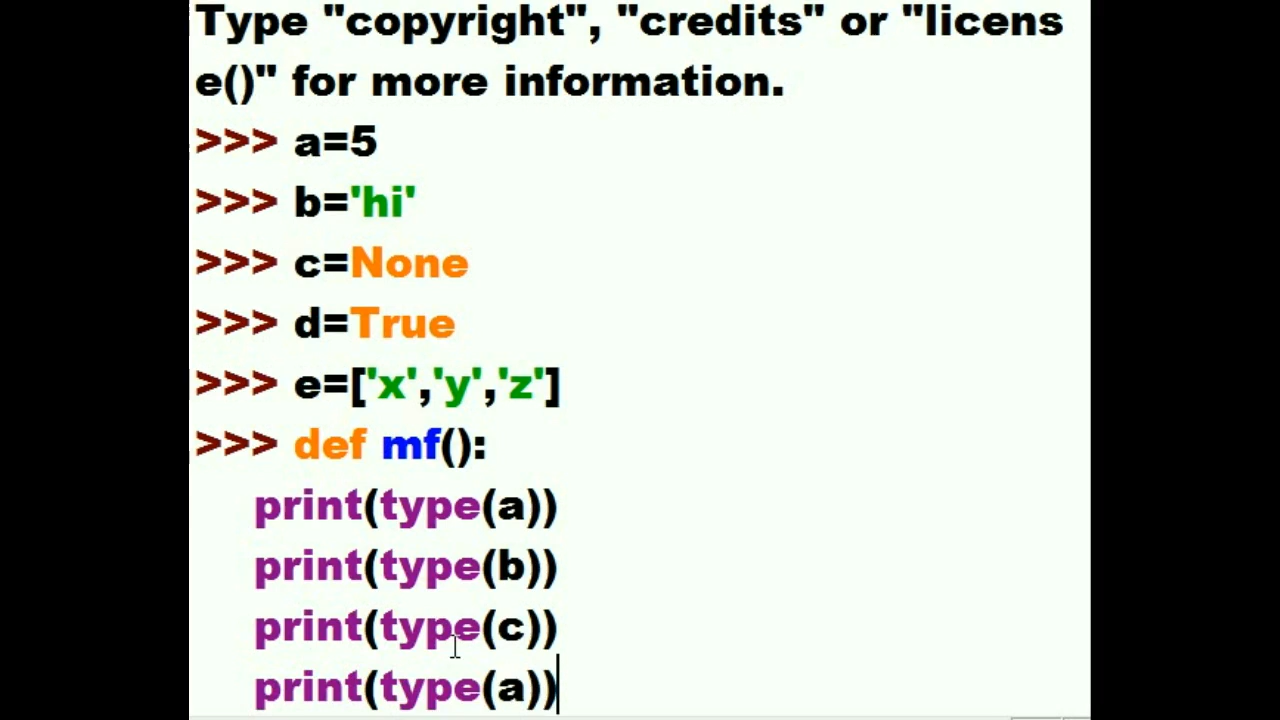 Type "copyright", "credits" or "licens
e()" for more information.
>>> a=5
>>> b='hi'
>>> c=None
>>> d=True
>>> e=['x','y','z']
>>> def mf():
    print(type(a))
    print(type(b))
    print(type(c))
    print(type(a))